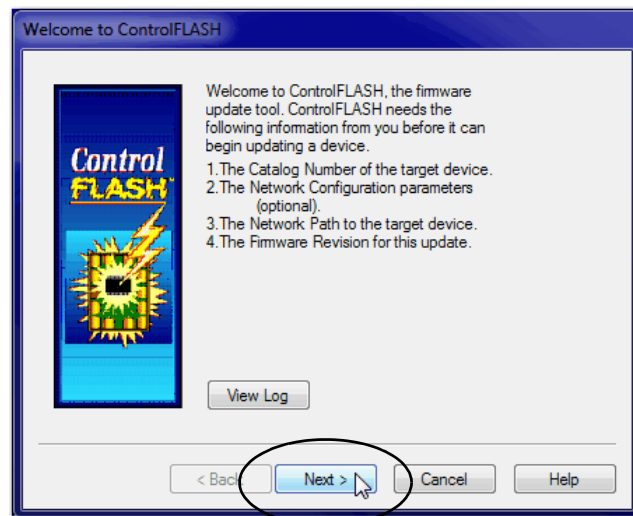 Welcome to ControlFLASH
Control
FLASH
Welcome to ControlFLASH, the firmware
update tool. ControlFLASH needs the
following information from you before it can
begin updating a device.
1.The Catalog Number of the target device.
2.The Network Configuration parameters
(optional).
3.The Network Path to the target device.
4.The Firmware Revision for this update.
View Log
< Back
Next >
Cancel
Help